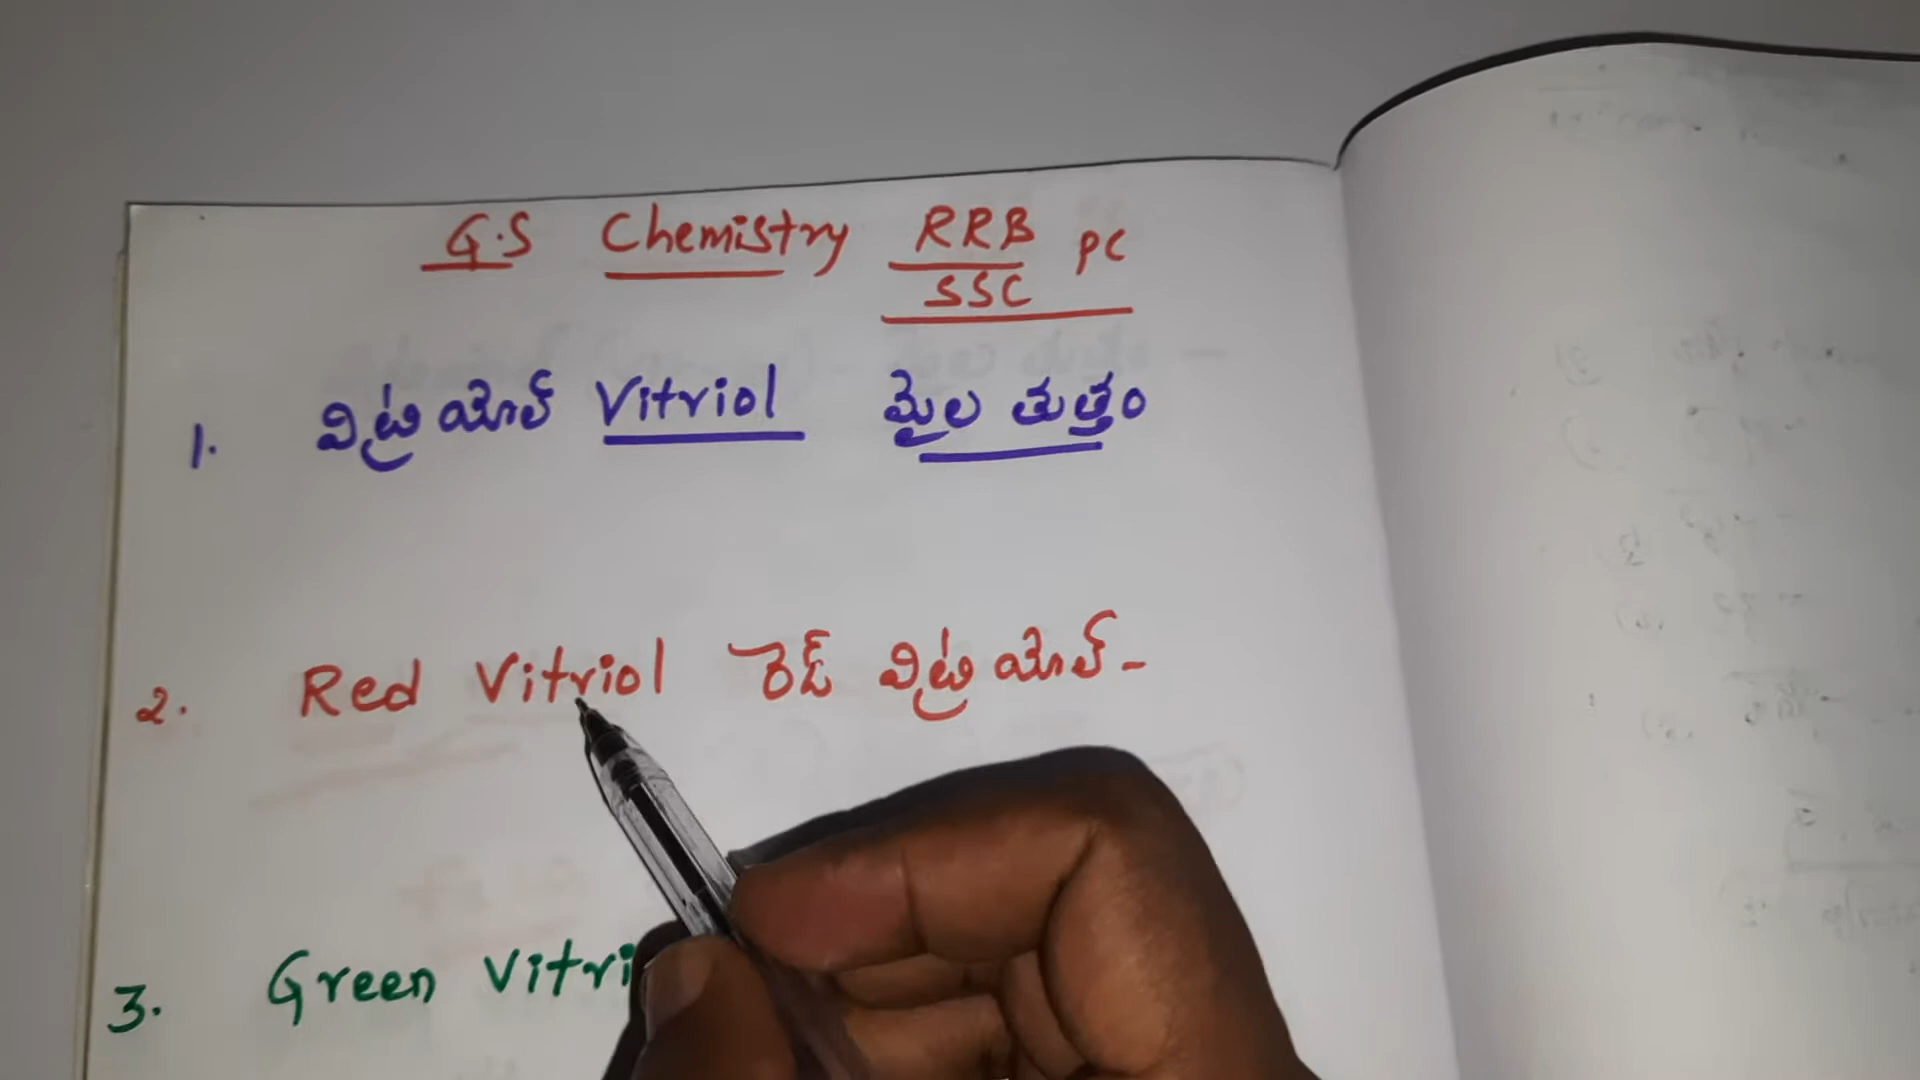 G.S Chemistry RRB PC
SSC
1. విట్రియోల్ Vitriol మైల తుత్తం
2. Red Vitriol రెడ్ విట్రియోల్ -
3. Green Vitri